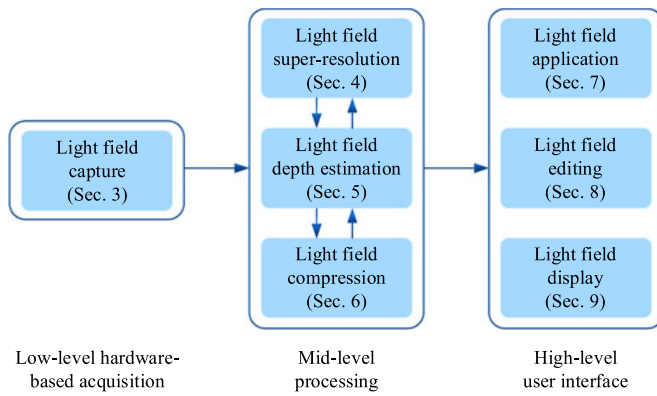 Light field
capture
(Sec. 3)
Light field
super-resolution
(Sec. 4)
Light field
depth estimation
(Sec. 5)
Light field
compression
(Sec. 6)
Light field
application
(Sec. 7)
Light field
editing
(Sec. 8)
Light field
display
(Sec. 9)
Low-level hardware-
based acquisition
Mid-level
processing
High-level
user interface